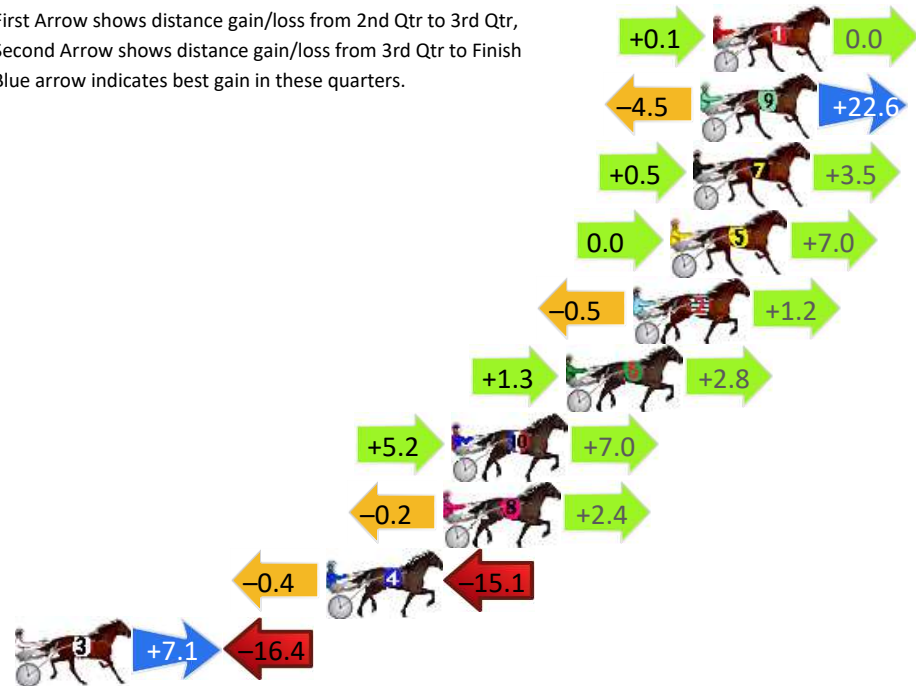 First Arrow shows distance gain/loss from 2nd Qtr to 3rd Qtr,
Second Arrow shows distance gain/loss from 3rd Qtr to Finish
Blue arrow indicates best gain in these quarters.
+0.1 1 0.0
−4.5 9 +22.6
+0.5 7 +3.5
0.0 5 +7.0
−0.5 2 +1.2
+1.3 6 +2.8
+5.2 10 +7.0
−0.2 8 +2.4
−0.4 4 −15.1
3 +7.1 −16.4